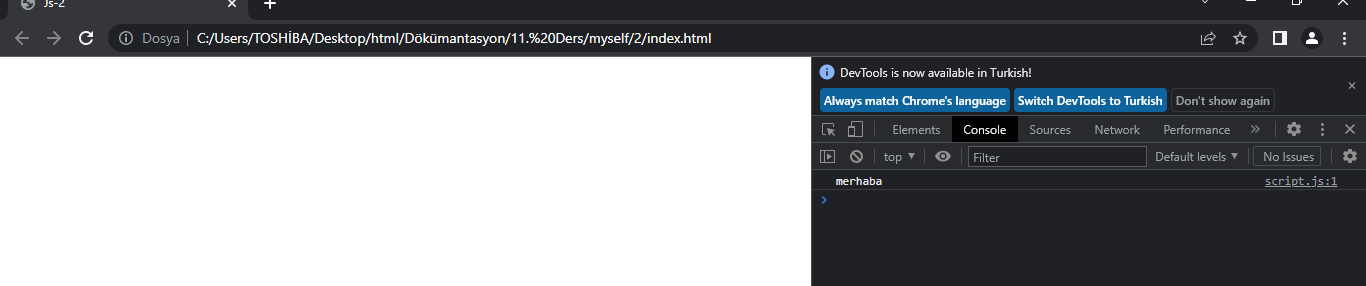 Js-2
Dosya C:/Users/TOSHİBA/Desktop/html/Dökümantasyon/11.%20Ders/myself/2/index.html
DevTools is now available in Turkish!
Always match Chrome's language Switch DevTools to Turkish Don't show again
Elements Console Sources Network Performance
top Filter Default levels No Issues
merhaba script.js:1